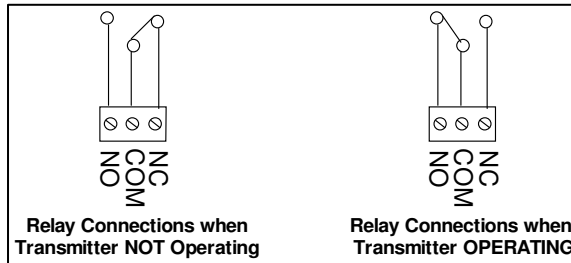 NO COM NC
NO COM NC
Relay Connections when
Transmitter NOT Operating
Relay Connections when
Transmitter OPERATING